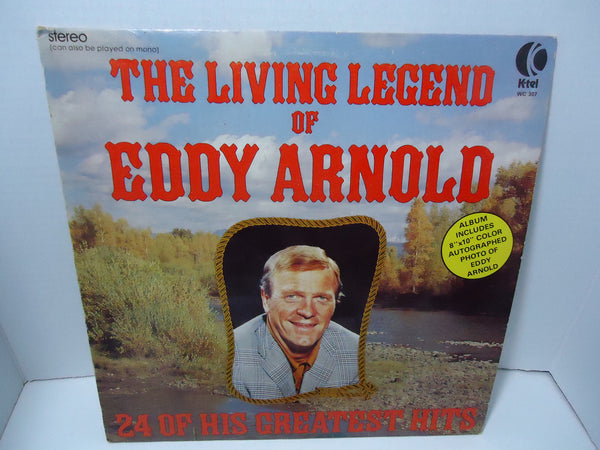 stereo
(can also be played on mono)
K-tel
WC 307
THE LIVING LEGEND
OF
EDDY ARNOLD
ALBUM
INCLUDES
8"x10" COLOR
AUTOGRAPHED
PHOTO OF
EDDY
ARNOLD
24 OF HIS GREATEST HITS